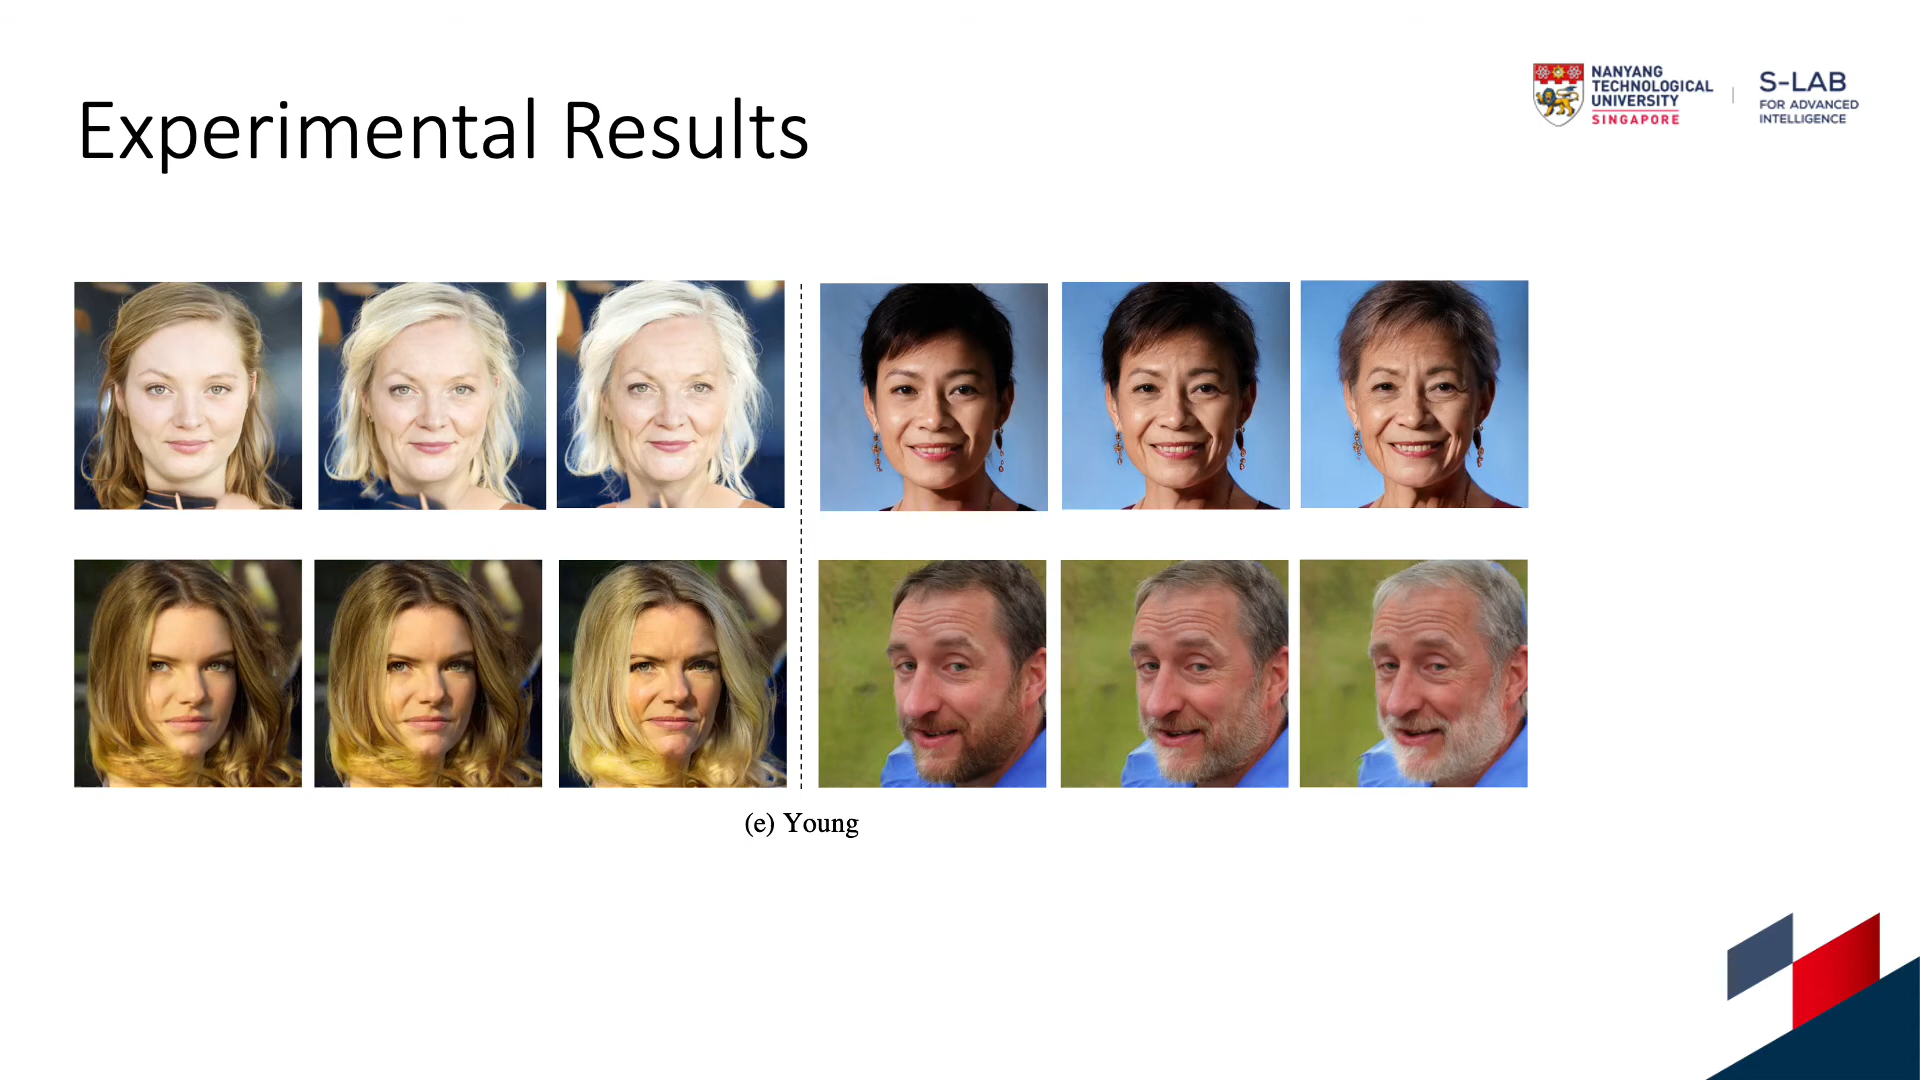 Experimental Results
NANYANG
TECHNOLOGICAL
UNIVERSITY
SINGAPORE
S-LAB
FOR ADVANCED
INTELLIGENCE
(e) Young